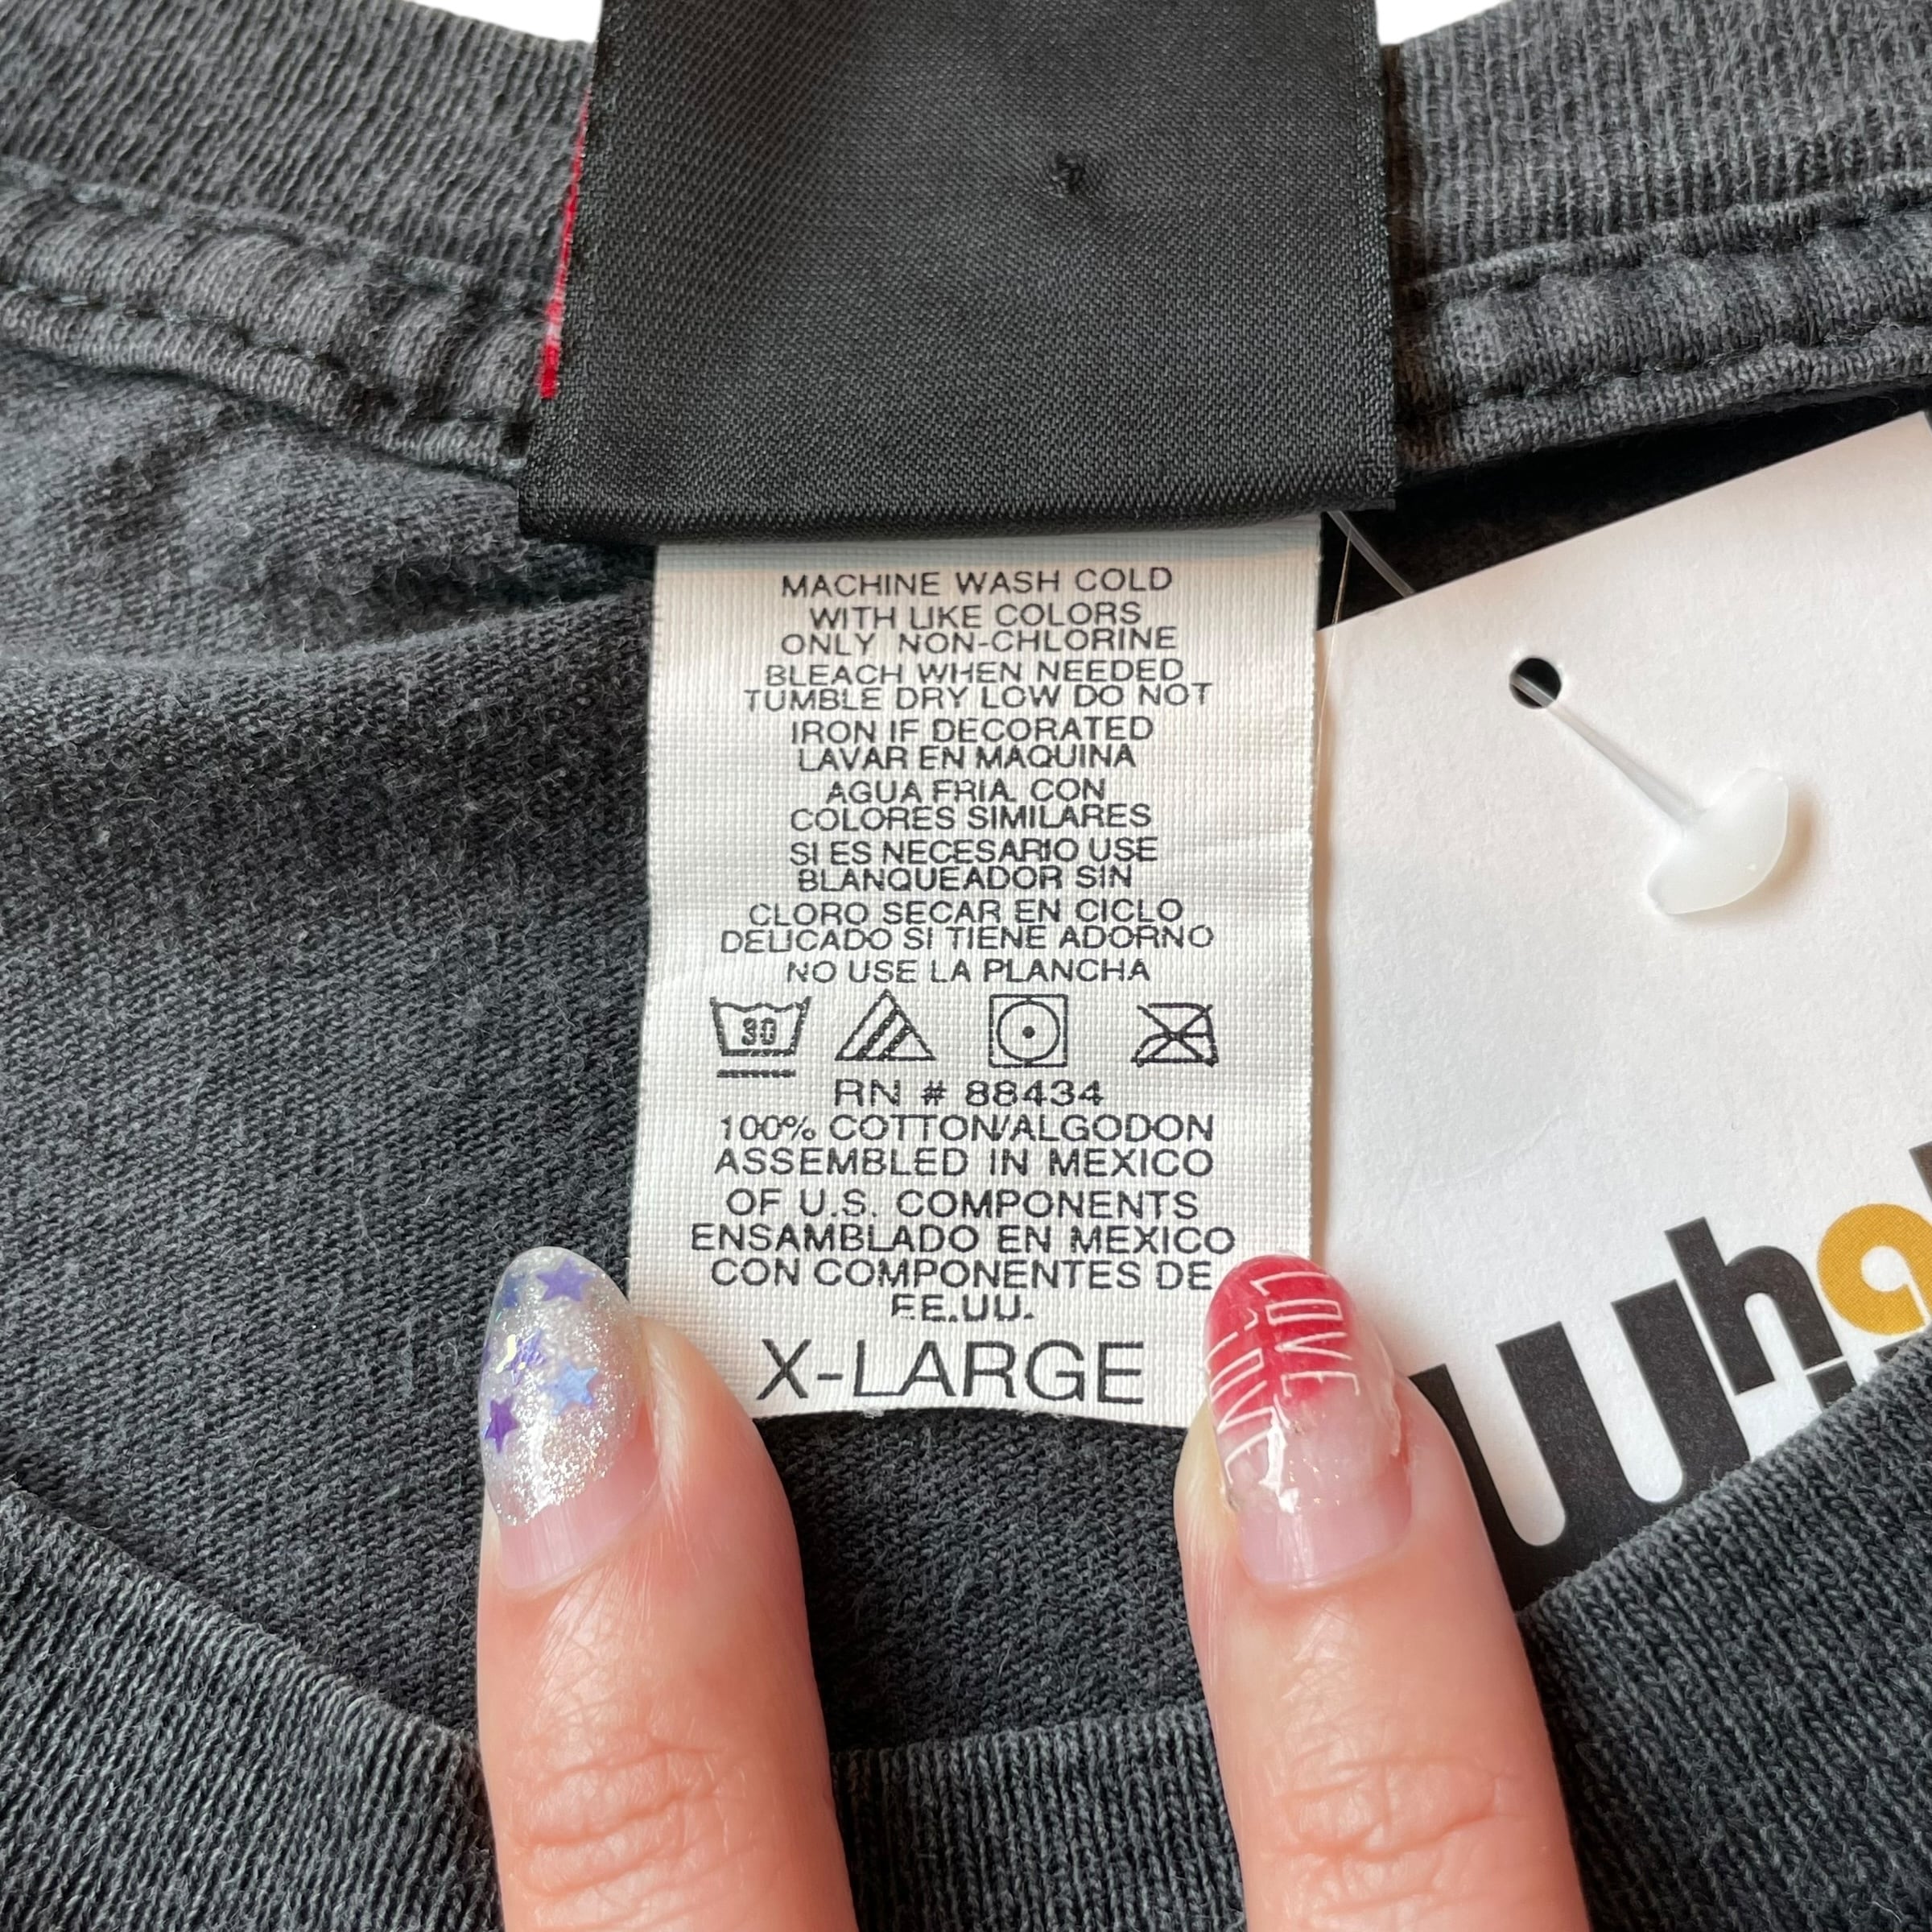 MACHINE WASH COLD
WITH LIKE COLORS
ONLY NON-CHLORINE
BLEACH WHEN NEEDED
TUMBLE DRY LOW DO NOT
IRON IF DECORATED
LAVAR EN MAQUINA
AGUA FRIA CON
COLORES SIMILARES
SI ES NECESARIO USE
BLANQUEADOR SIN
CLORO SECAR EN CICLO
DELICADO SI TIENE ADORNO
NO USE LA PLANCHA
30
RN # 88434
100% COTTON/ALGODON
ASSEMBLED IN MEXICO
OF U.S. COMPONENTS
ENSAMBLADO EN MEXICO
CON COMPONENTES DE
EE.UU.
X-LARGE
LOVE